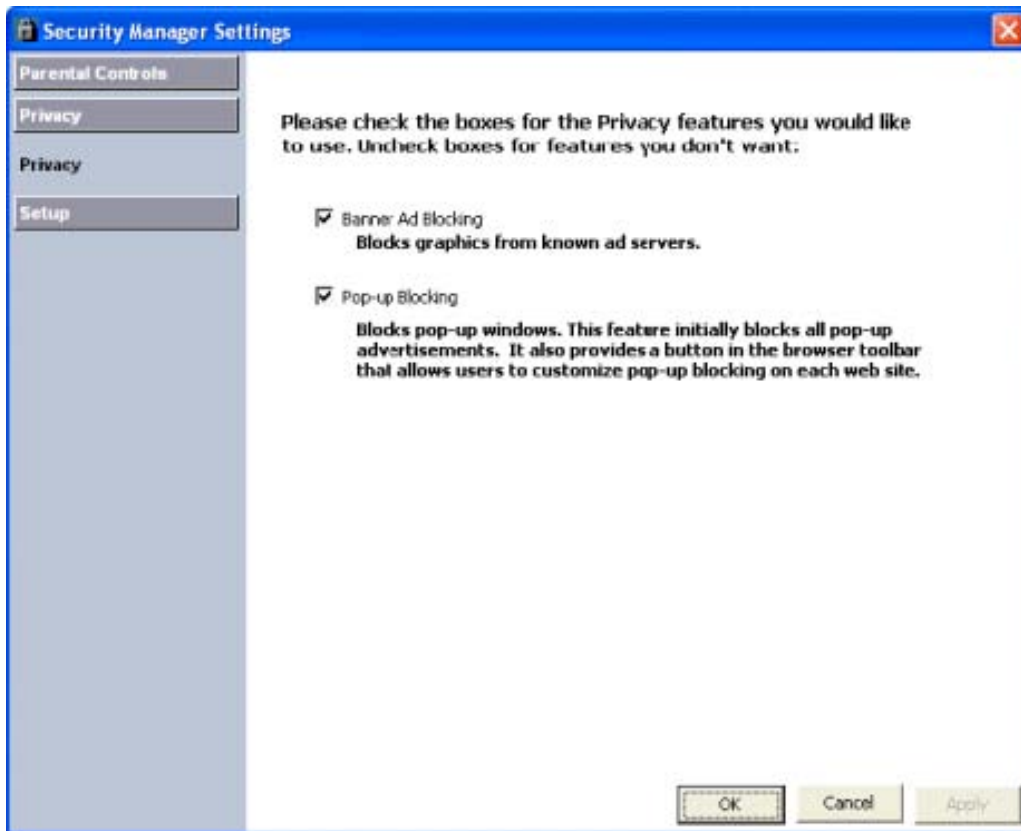 Security Manager Settings
Parental Controls
Privacy
Privacy
Setup
Please check the boxes for the Privacy features you would like
to use. Uncheck boxes for features you don't want:
Banner Ad Blocking
Blocks graphics from known ad servers.
Pop-up Blocking
Blocks pop-up windows. This feature initially blocks all pop-up
advertisements. It also provides a button in the browser toolbar
that allows users to customize pop-up blocking on each web site.
OK
Cancel
Apply